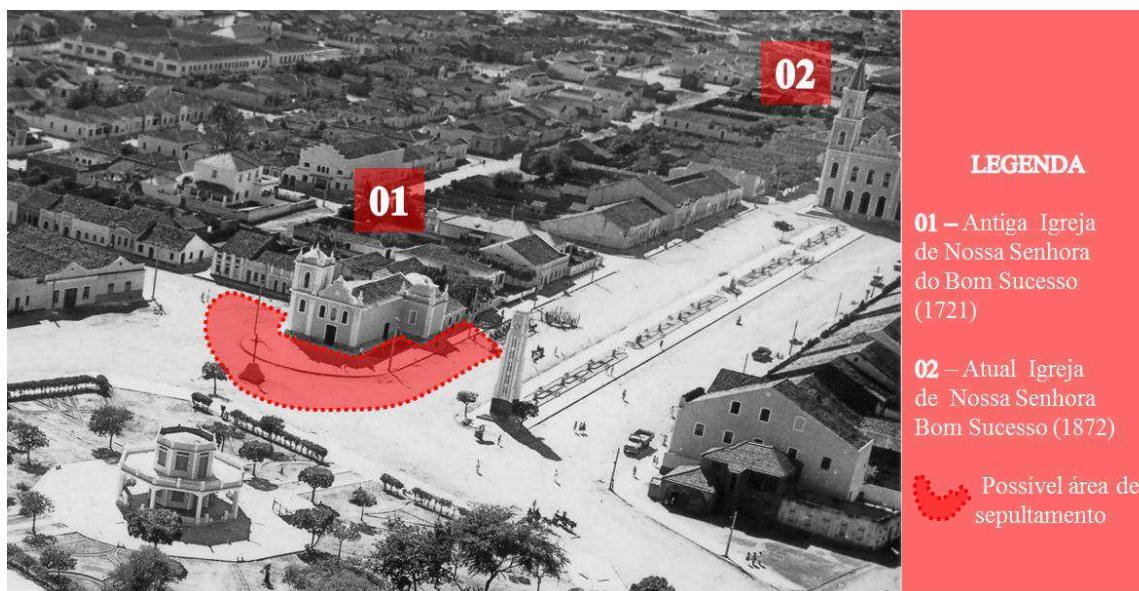 01
02
LEGENDA
01 – Antiga Igreja
de Nossa Senhora
do Bom Sucesso
(1721)
02 – Atual Igreja
de Nossa Senhora
Bom Sucesso (1872)
Possível área de
sepultamento